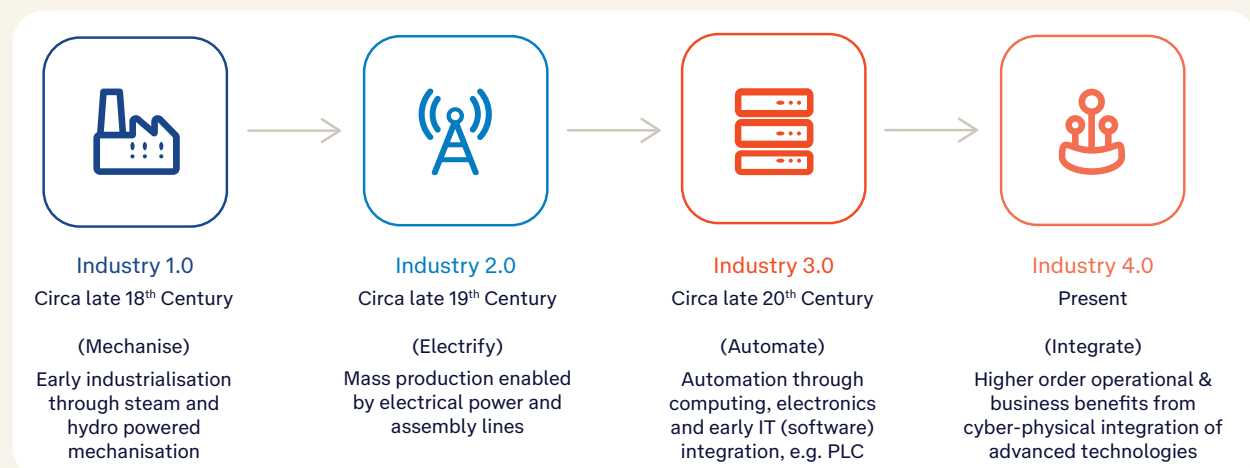 Industry 1.0
Circa late 18th Century
(Mechanise)
Early industrialisation
through steam and
hydro powered
mechanisation
Industry 2.0
Circa late 19th Century
(Electrify)
Mass production enabled
by electrical power and
assembly lines
Industry 3.0
Circa late 20th Century
(Automate)
Automation through
computing, electronics
and early IT (software)
integration, e.g. PLC
Industry 4.0
Present
(Integrate)
Higher order operational &
business benefits from
cyber-physical integration of
advanced technologies